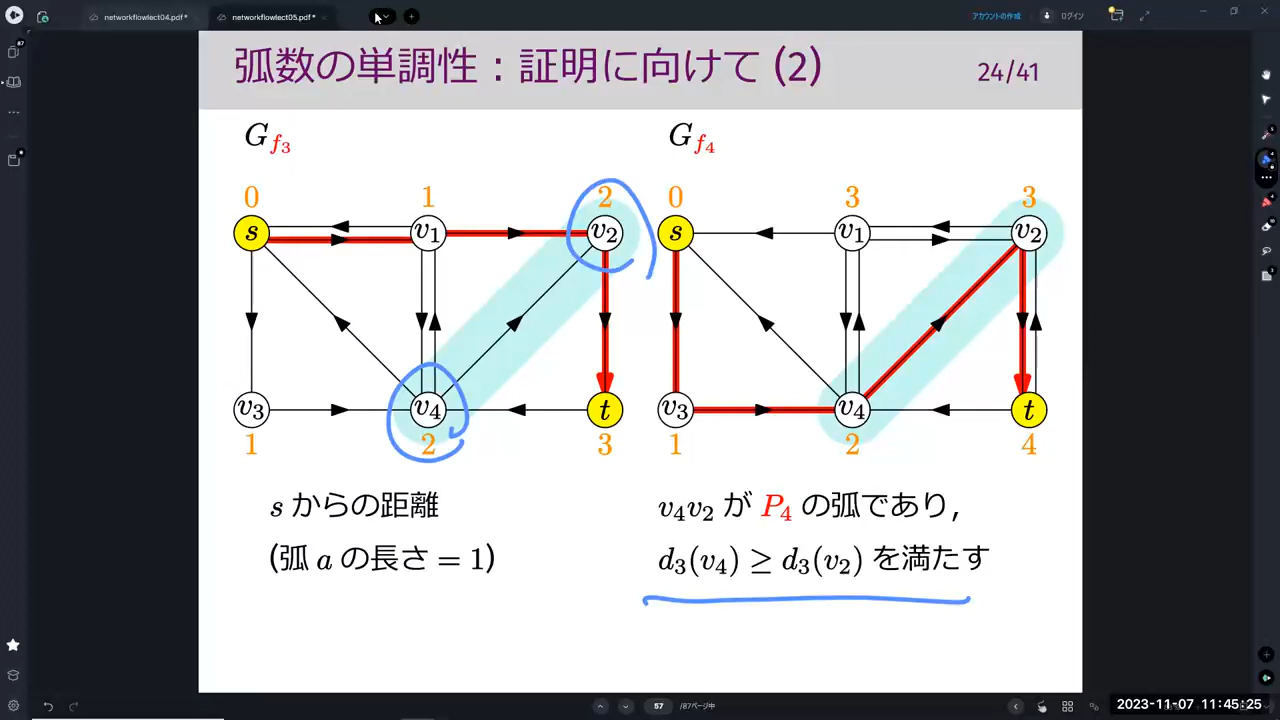 networkflowlect04.pdf*
networkflowlect05.pdf*
アカウントの作成
ログイン
弧数の単調性：証明に向けて (2)
24/41
G_{f_3}
G_{f_4}
0 1 2
0 3 3
s v_1 v_2
s v_1 v_2
v_3 v_4 t
v_3 v_4 t
1 2 3
1 2 4
s からの距離
(弧 a の長さ = 1)
v_4v_2 が P_4 の弧であり,
d_3(v_4) ≥ d_3(v_2) を満たす
57 /87ページ中
2023-11-07 11:45:25